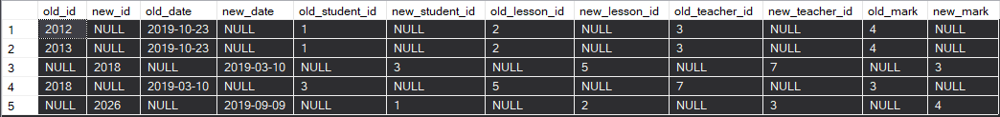 old_id new_id old_date new_date old_student_id new_student_id old_lesson_id new_lesson_id old_teacher_id new_teacher_id old_mark new_mark
1 2012 NULL 2019-10-23 NULL 1 NULL 2 NULL 3 NULL 4 NULL
2 2013 NULL 2019-10-23 NULL 1 NULL 2 NULL 3 NULL 4 NULL
3 NULL 2018 NULL 2019-03-10 NULL 3 NULL 5 NULL 7 NULL 3
4 2018 NULL 2019-03-10 NULL 3 NULL 5 NULL 7 NULL 3 NULL
5 NULL 2026 NULL 2019-09-09 NULL 1 NULL 2 NULL 3 NULL 4